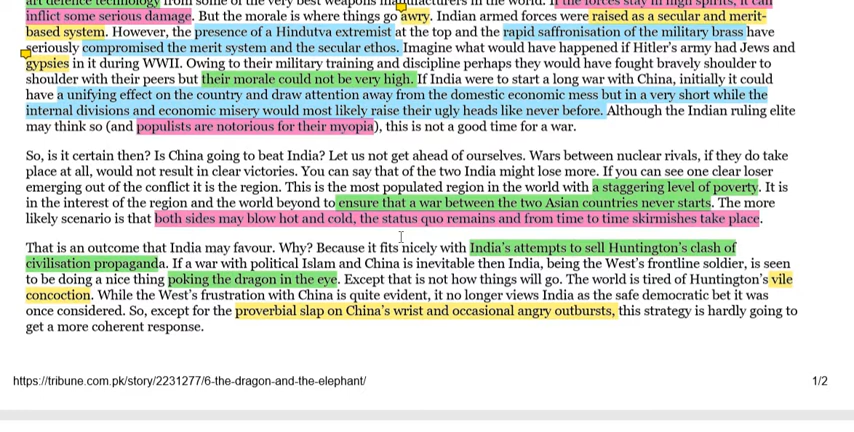 art defence technology from some of the very best weapons manufacturers in the world. If the forces stay in high spirits, it can
inflict some serious damage. But the morale is where things go awry. Indian armed forces were raised as a secular and merit-
based system. However, the presence of a Hindutva extremist at the top and the rapid saffronisation of the military brass have
seriously compromised the merit system and the secular ethos. Imagine what would have happened if Hitler's army had Jews and
gypsies in it during WWII. Owing to their military training and discipline perhaps they would have fought bravely shoulder to
shoulder with their peers but their morale could not be very high. If India were to start a long war with China, initially it could
have a unifying effect on the country and draw attention away from the domestic economic mess but in a very short while the
internal divisions and economic misery would most likely raise their ugly heads like never before. Although the Indian ruling elite
may think so (and populists are notorious for their myopia), this is not a good time for a war.
So, is it certain then? Is China going to beat India? Let us not get ahead of ourselves. Wars between nuclear rivals, if they do take
place at all, would not result in clear victories. You can say that of the two India might lose more. If you can see one clear loser
emerging out of the conflict it is the region. This is the most populated region in the world with a staggering level of poverty. It is
in the interest of the region and the world beyond to ensure that a war between the two Asian countries never starts. The more
likely scenario is that both sides may blow hot and cold, the status quo remains and from time to time skirmishes take place.
That is an outcome that India may favour. Why? Because it fits nicely with India's attempts to sell Huntington's clash of
civilisation propaganda. If a war with political Islam and China is inevitable then India, being the West's frontline soldier, is seen
to be doing a nice thing poking the dragon in the eye. Except that is not how things will go. The world is tired of Huntington's vile
concoction. While the West's frustration with China is quite evident, it no longer views India as the safe democratic bet it was
once considered. So, except for the proverbial slap on China's wrist and occasional angry outbursts, this strategy is hardly going to
get a more coherent response.
https://tribune.com.pk/story/2231277/6-the-dragon-and-the-elephant/
1/2